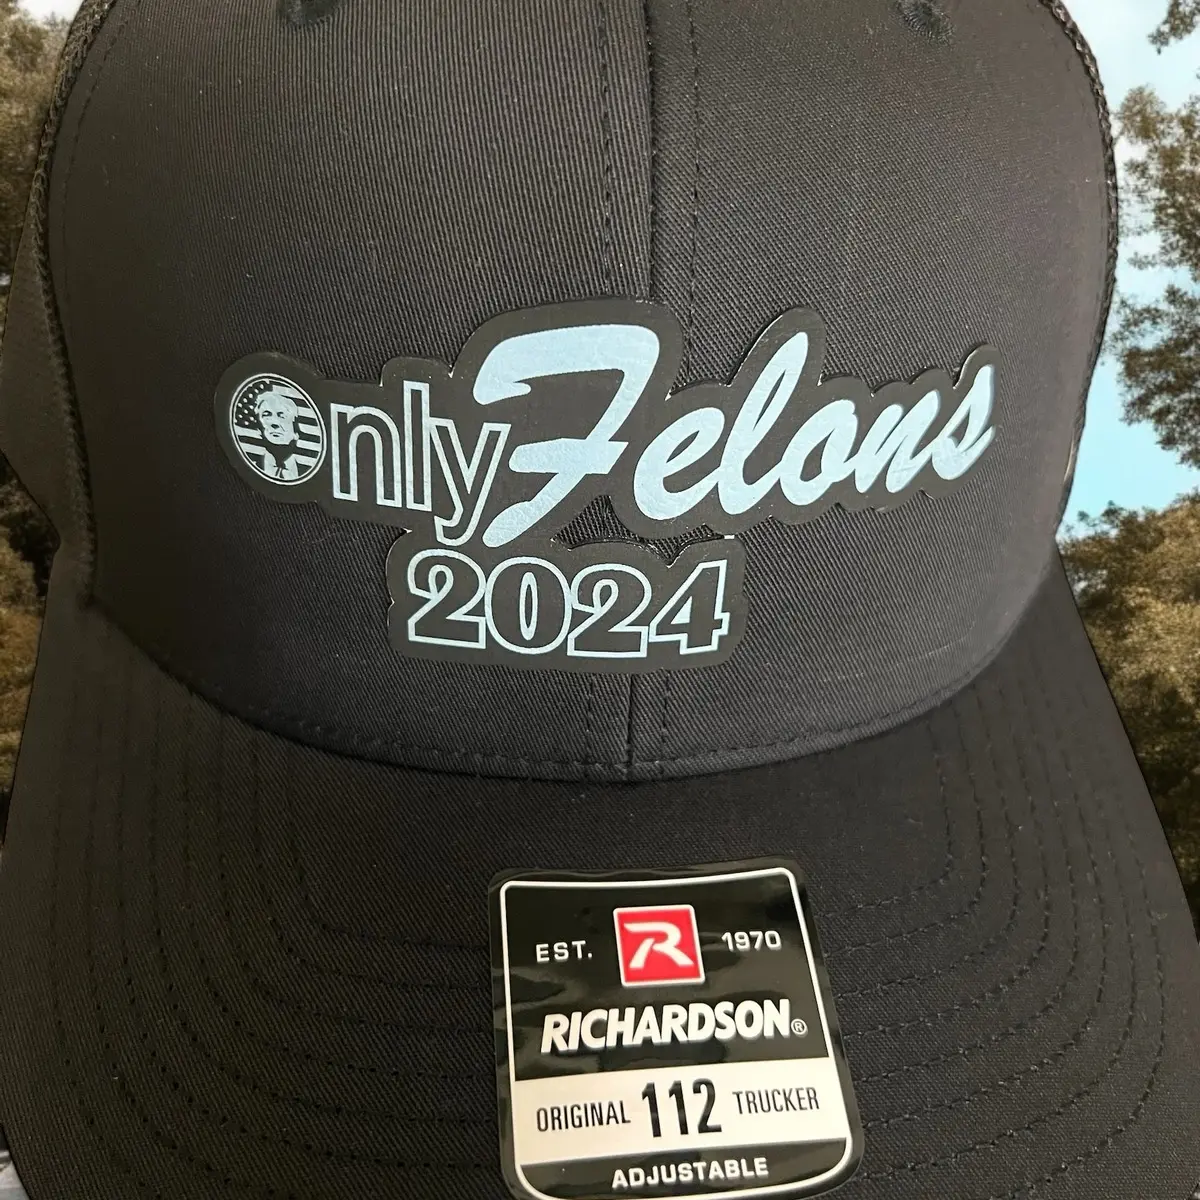 OnlyFelons
2024
EST. R 1970
RICHARDSON®
ORIGINAL 112 TRUCKER
ADJUSTABLE